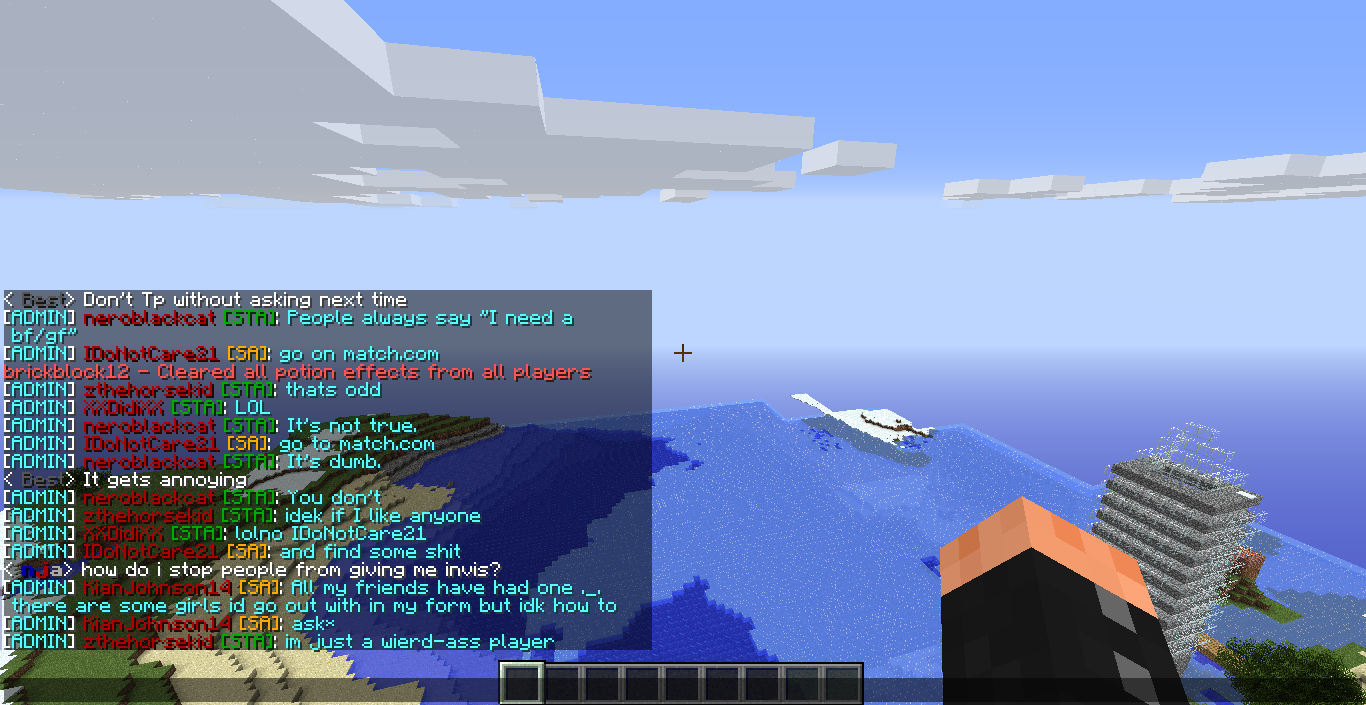 < Best> Don't Tp without asking next time
[ADMIN] neroblackcat [STA]: People always say "I need a
bf/gf"
[ADMIN] IDoNotCare21 [SA]: go on match.com
brickblock12 - Cleared all potion effects from all players
[ADMIN] zthehorsekid [STA]: thats odd
[ADMIN] XXDidiXX [STA]: LOL
[ADMIN] neroblackcat [STA]: It's not true.
[ADMIN] IDoNotCare21 [SA]: go to match.com
[ADMIN] neroblackcat [STA]: It's dumb.
< Best> It gets annoying
[ADMIN] neroblackcat [STA]: You don't
[ADMIN] zthehorsekid [STA]: idek if I like anyone
[ADMIN] XXDidiXX [STA]: lolno IDoNotCare21
[ADMIN] IDoNotCare21 [SA]: and find some shit
< nJa> how do i stop people from giving me invis?
[ADMIN] KianJohnson14 [SA]: All my friends have had one ._.
there are some girls id go out with in my form but idk how to
[ADMIN] KianJohnson14 [SA]: ask*
[ADMIN] zthehorsekid [STA]: im just a wierd-ass player